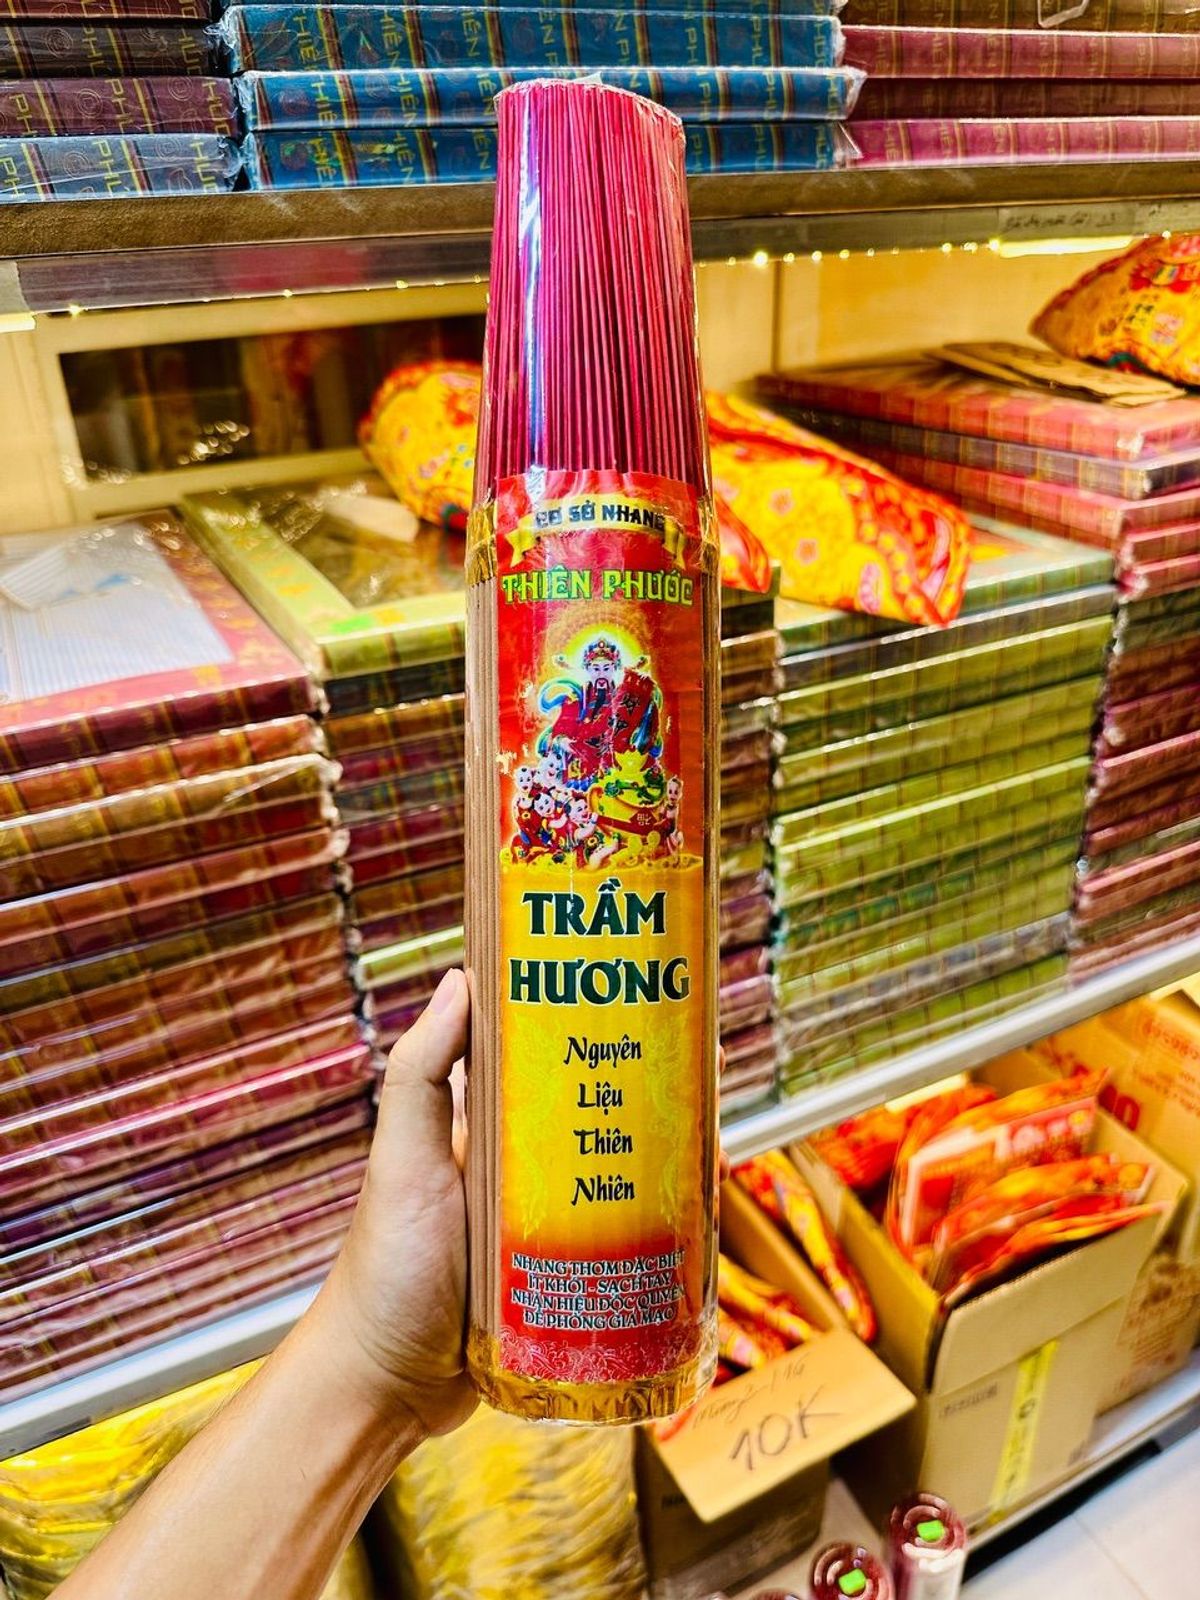 CƠ SỞ NHANG
THIÊN PHƯỚC
TRẦM
HƯƠNG
Nguyên
Liệu
Thiên
Nhiên
NHANG THƠM ĐẶC BIỆT
ÍT KHÓI - SẠCH TAY
NHÃN HIỆU ĐỘC QUYỀN
ĐỀ PHÒNG GIẢ MẠO
10K